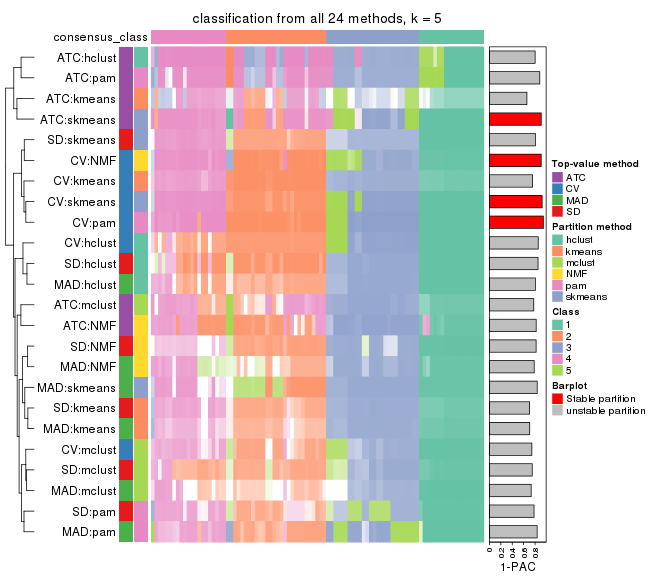 classification from all 24 methods, k = 5
consensus_class
ATC:hclust
ATC:pam
ATC:kmeans
ATC:skmeans
SD:skmeans
CV:NMF
CV:kmeans
CV:skmeans
CV:pam
CV:hclust
SD:hclust
MAD:hclust
ATC:mclust
ATC:NMF
SD:NMF
MAD:NMF
MAD:skmeans
SD:kmeans
MAD:kmeans
CV:mclust
SD:mclust
MAD:mclust
SD:pam
MAD:pam
0 0.2 0.4 0.6 0.8
1-PAC
Top-value method
ATC
CV
MAD
SD
Partition method
hclust
kmeans
mclust
NMF
pam
skmeans
Class
1
2
3
4
5
Barplot
Stable partition
unstable partition